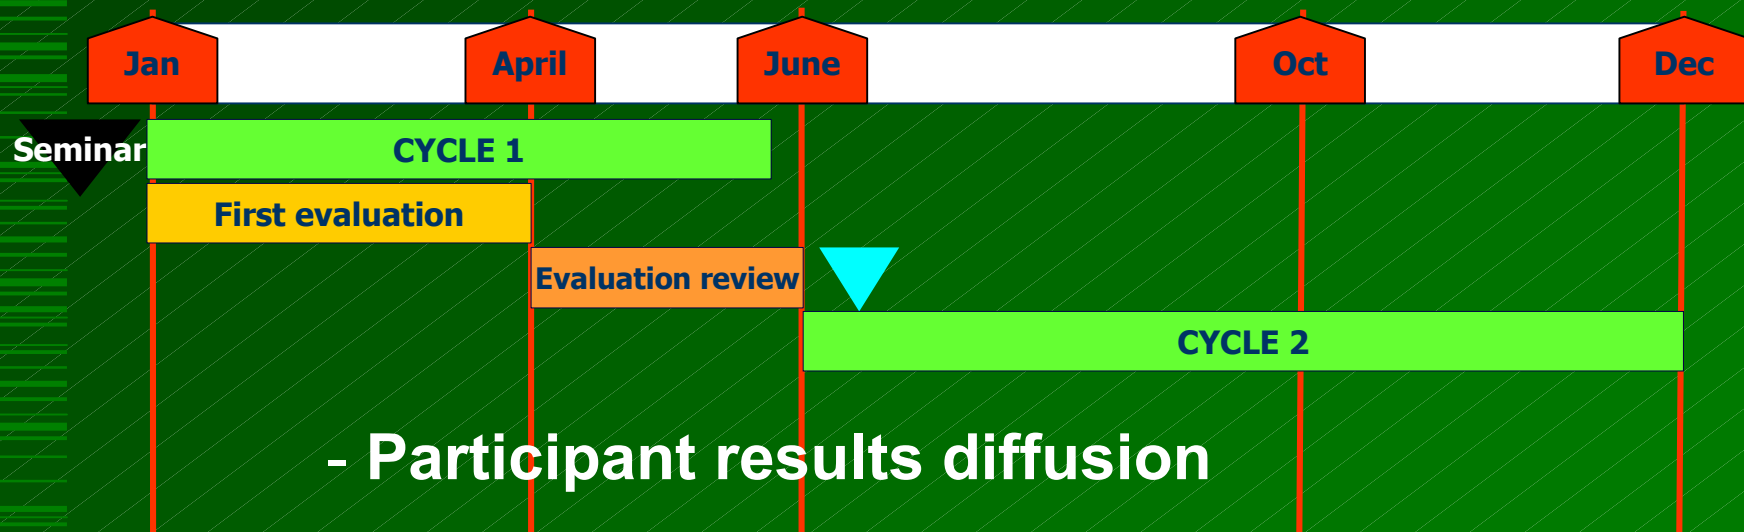 Jan
April
June
Oct
Dec
Seminar
CYCLE 1
First evaluation
Evaluation review
CYCLE 2
- Participant results diffusion